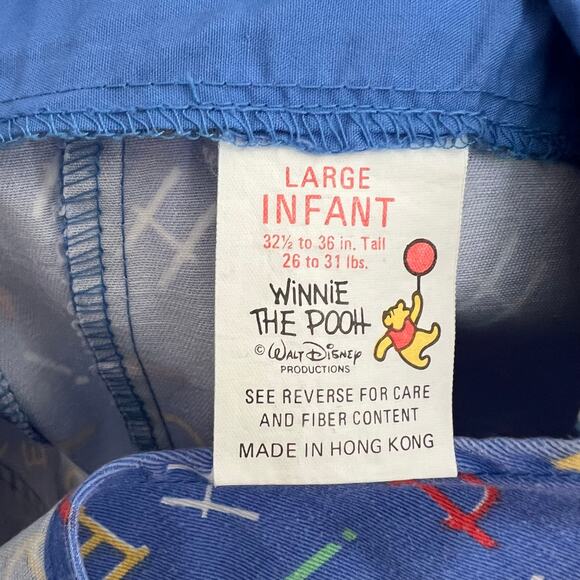 LARGE
INFANT
32½ to 36 in. Tall
26 to 31 lbs.
WINNIE
THE POOH
© WALT DISNEY
PRODUCTIONS
SEE REVERSE FOR CARE
AND FIBER CONTENT
MADE IN HONG KONG